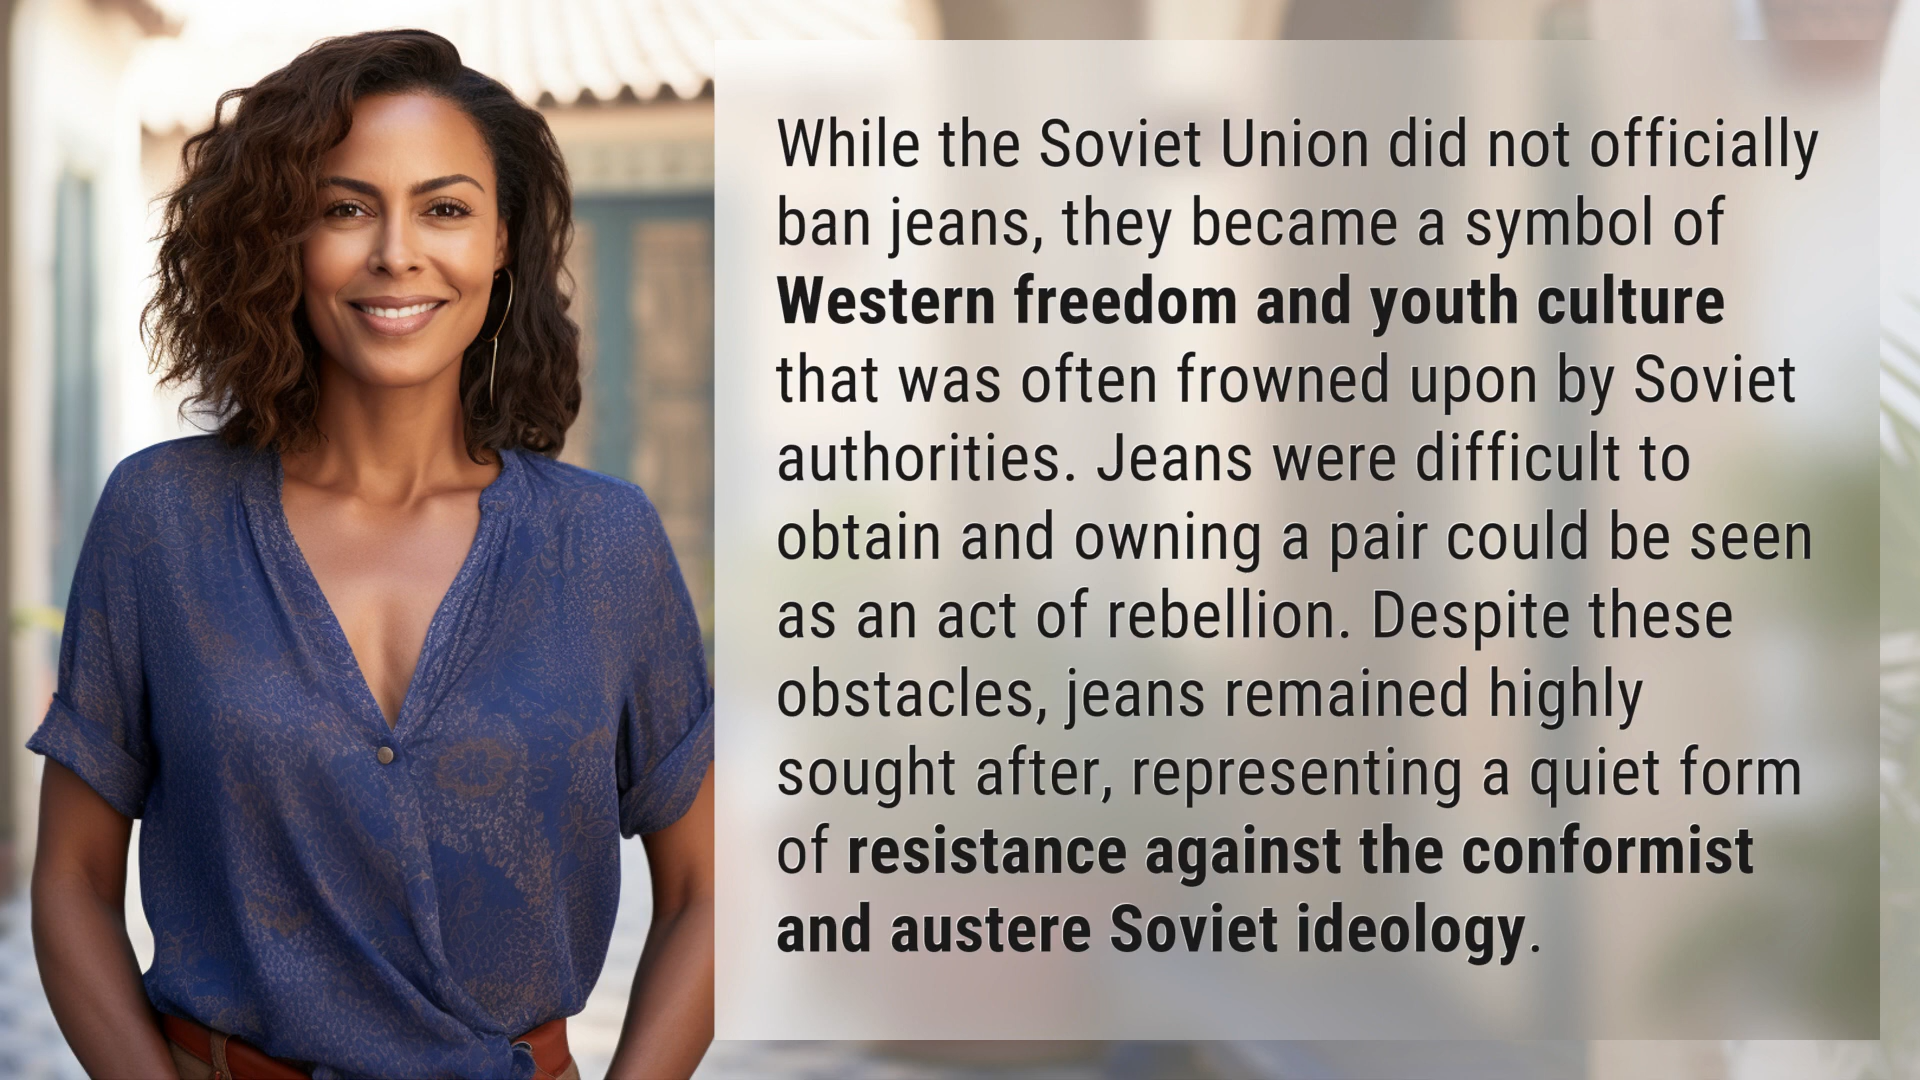 While the Soviet Union did not officially
ban jeans, they became a symbol of
Western freedom and youth culture
that was often frowned upon by Soviet
authorities. Jeans were difficult to
obtain and owning a pair could be seen
as an act of rebellion. Despite these
obstacles, jeans remained highly
sought after, representing a quiet form
of resistance against the conformist
and austere Soviet ideology.